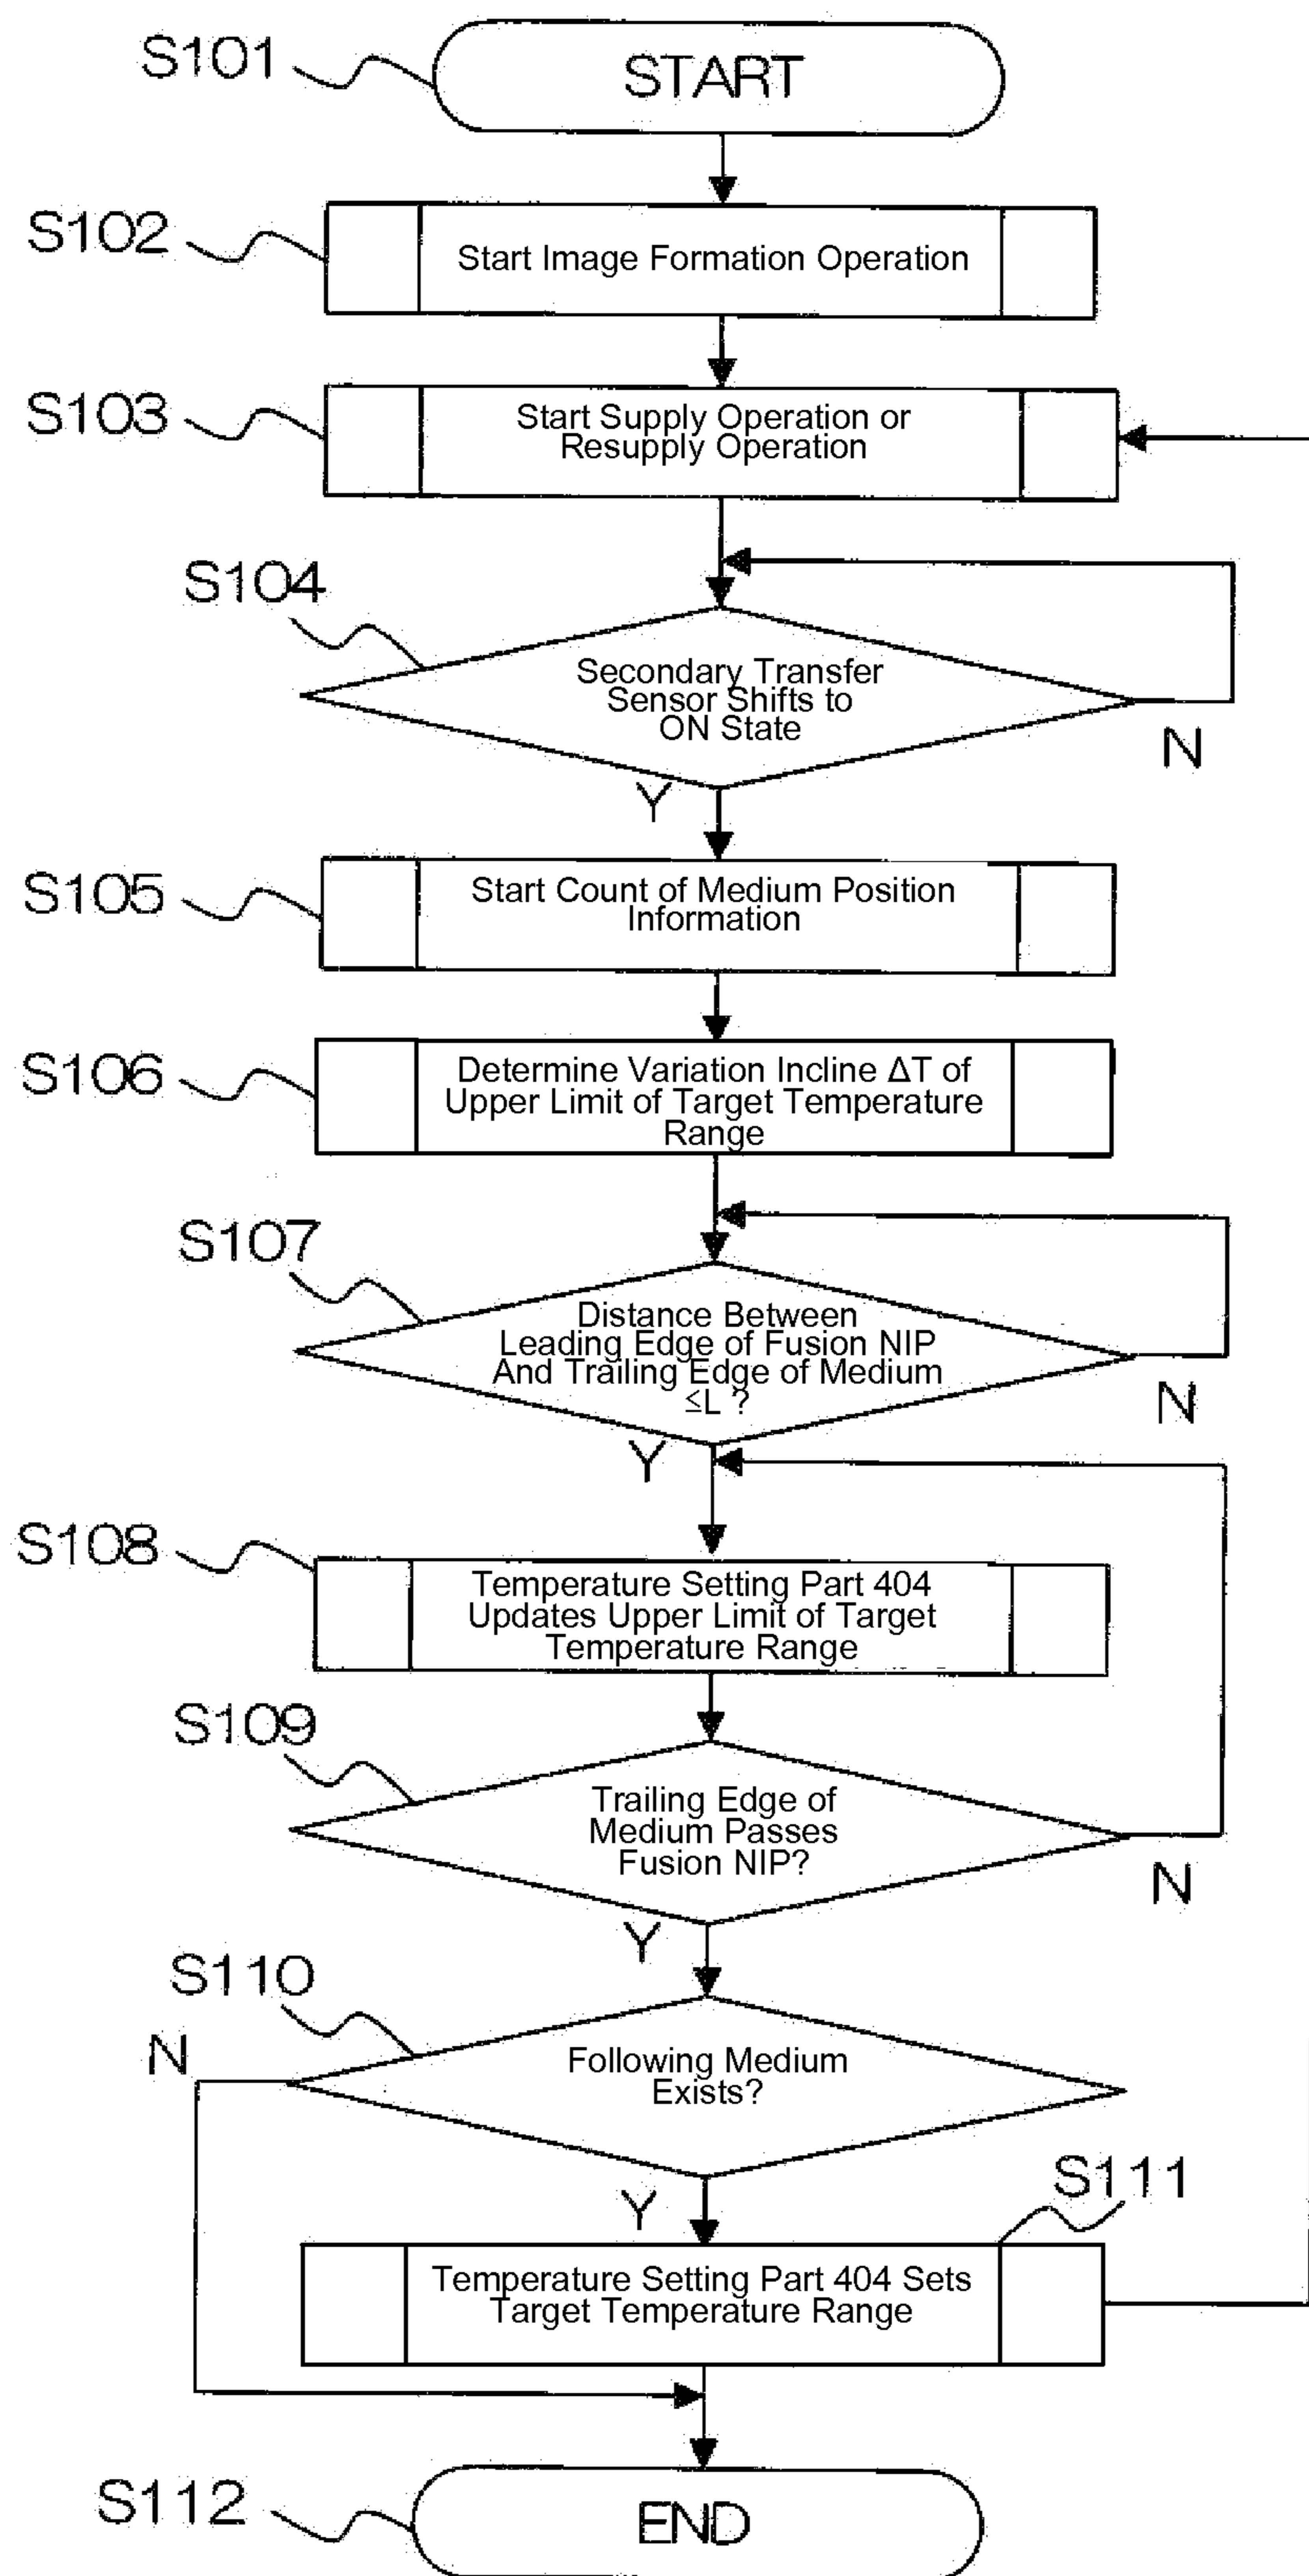 S101
START
S102
Start Image Formation Operation
S103
Start Supply Operation or
Resupply Operation
S104
Secondary Transfer
Sensor Shifts to
ON State
N
Y
S105
Start Count of Medium Position
Information
S106
Determine Variation Incline ΔT of
Upper Limit of Target Temperature
Range
S107
Distance Between
Leading Edge of Fusion NIP
And Trailing Edge of Medium
≤L ?
N
Y
S108
Temperature Setting Part 404
Updates Upper Limit of Target
Temperature Range
S109
Trailing Edge of
Medium Passes
Fusion NIP?
N
Y
S110
N
Following Medium
Exists?
Y
S111
Temperature Setting Part 404 Sets
Target Temperature Range
S112
END